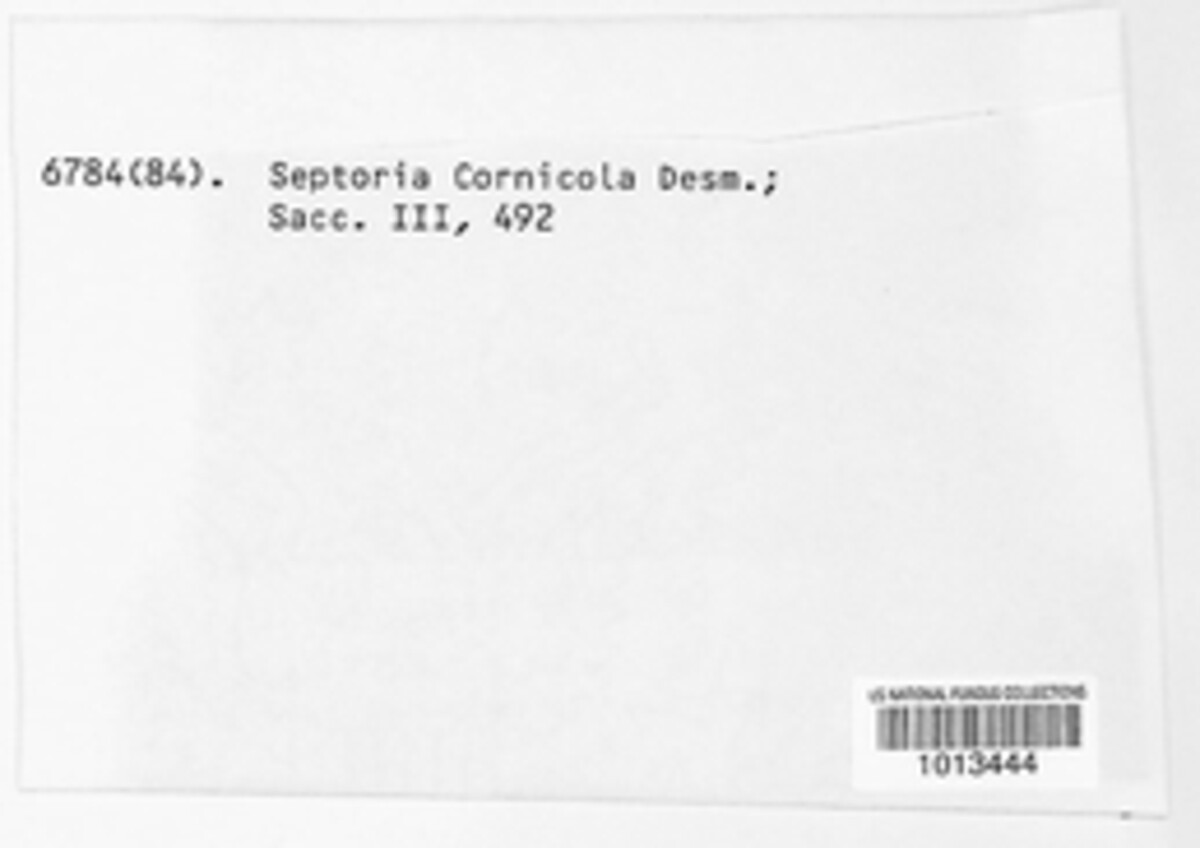 6784(84). Septoria Cornicola Desm.;
Sacc. III, 492
US NATIONAL FUNGUS COLLECTIONS
1013444